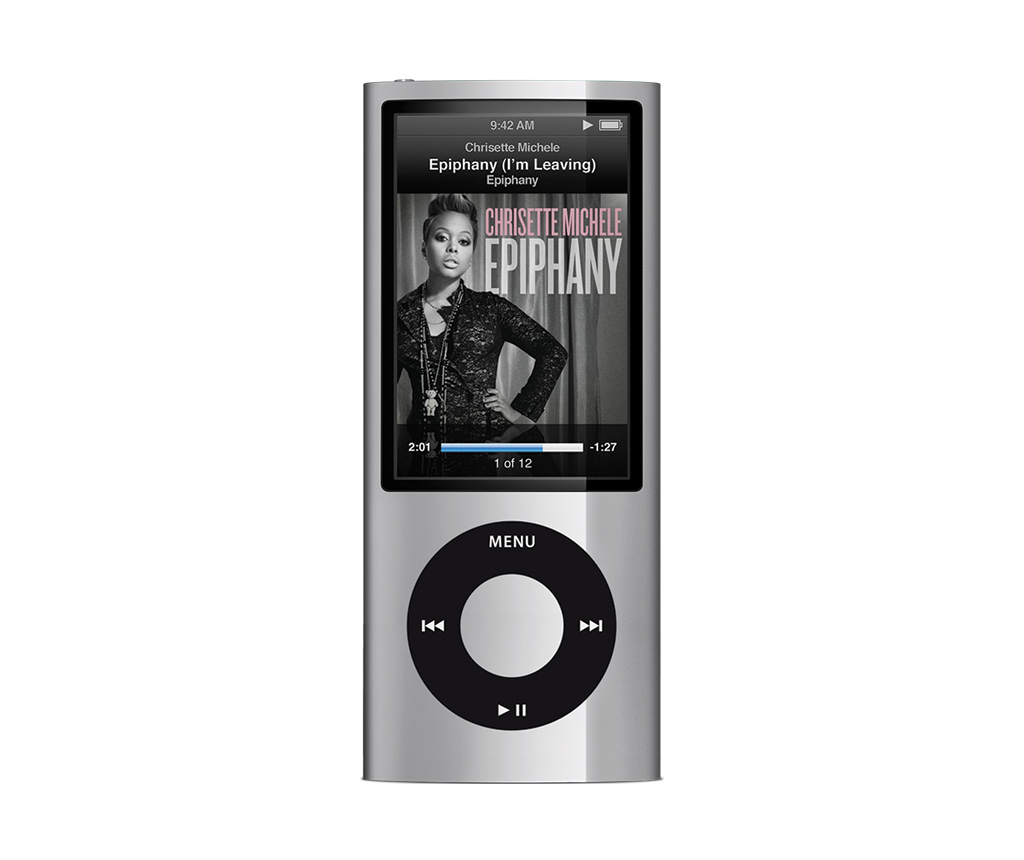 9:42 AM
Chrisette Michele
Epiphany (I'm Leaving)
Epiphany
CHRISETTE MICHELE
EPIPHANY
2:01 -1:27
1 of 12
MENU